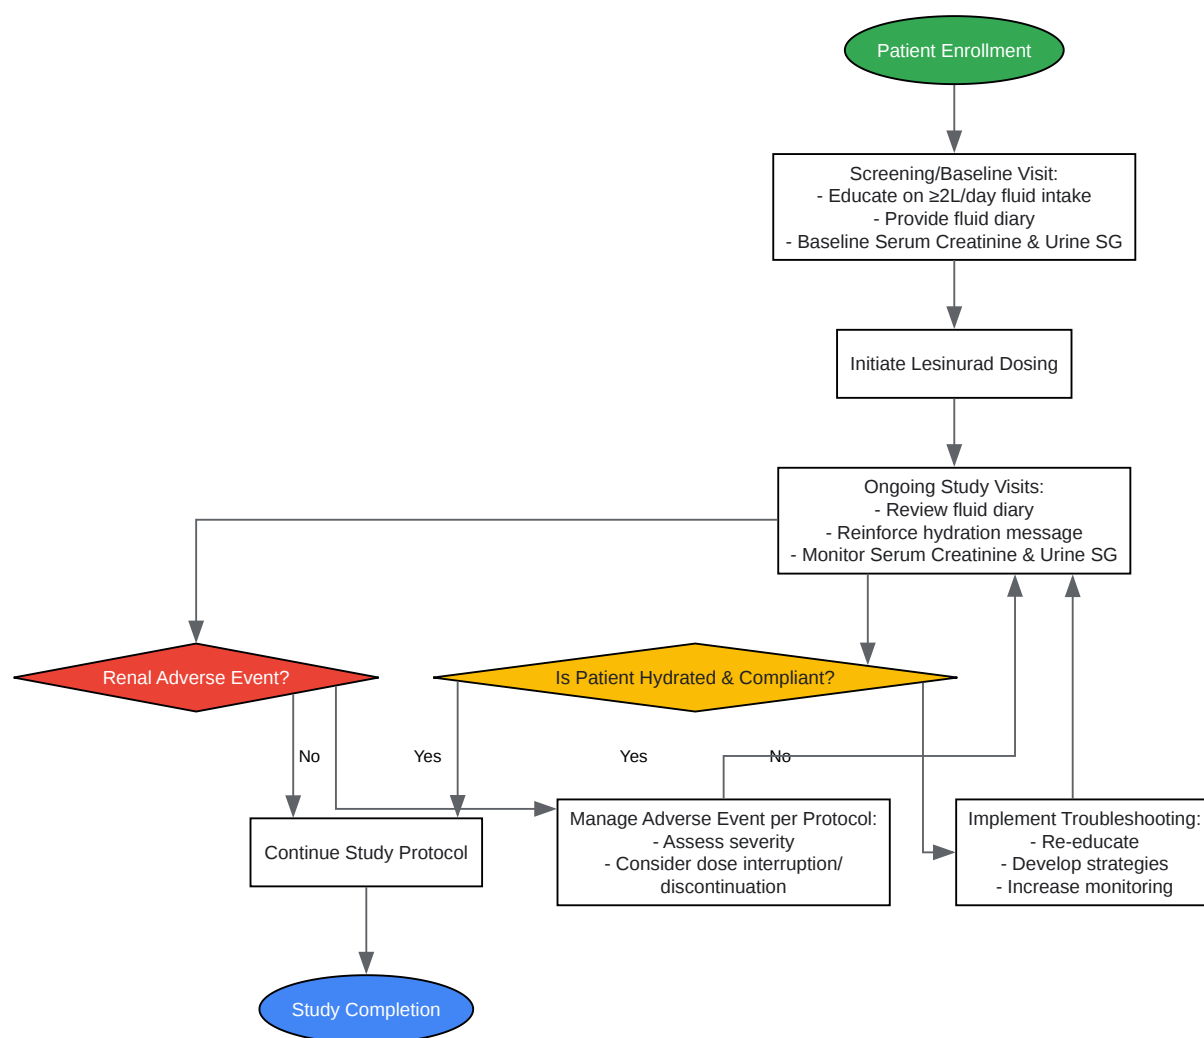 Patient Enrollment
Screening/Baseline Visit:
- Educate on ≥2L/day fluid intake
- Provide fluid diary
- Baseline Serum Creatinine & Urine SG
Initiate Lesinurad Dosing
Ongoing Study Visits:
- Review fluid diary
- Reinforce hydration message
- Monitor Serum Creatinine & Urine SG
Renal Adverse Event?
Is Patient Hydrated & Compliant?
No
Yes
Yes
No
Continue Study Protocol
Manage Adverse Event per Protocol:
- Assess severity
- Consider dose interruption/
discontinuation
Implement Troubleshooting:
- Re-educate
- Develop strategies
- Increase monitoring
Study Completion